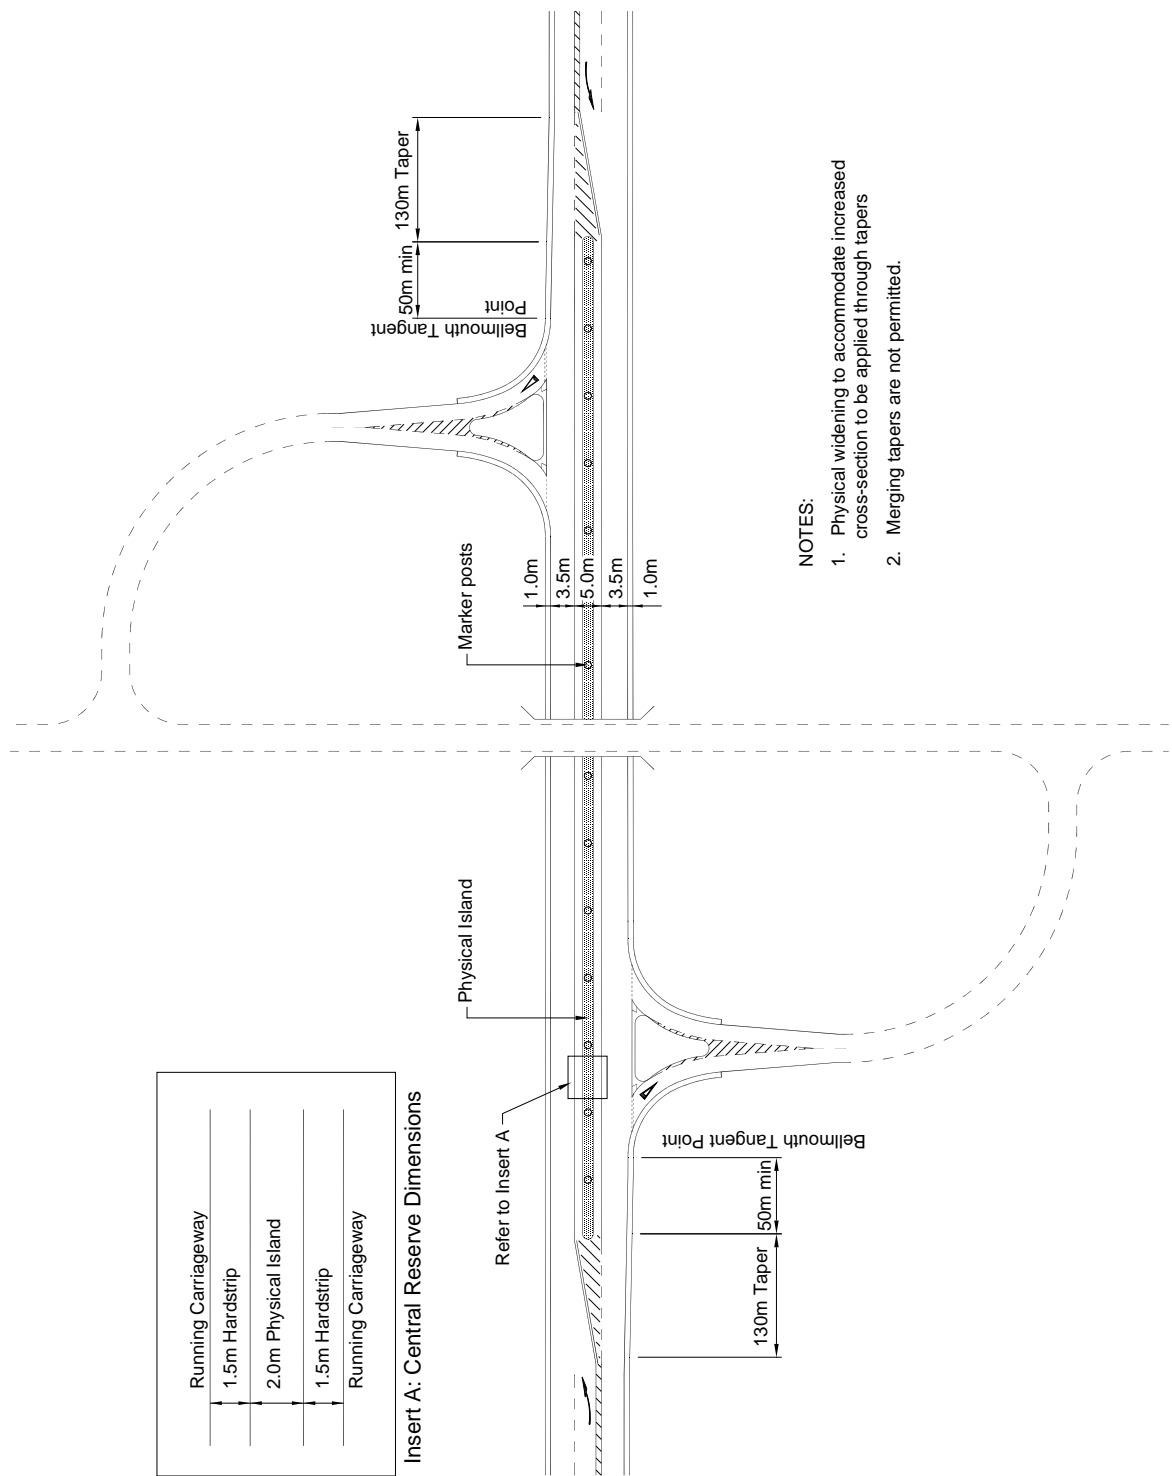 130m Taper
50m min
Bellmouth Tangent
Point
Marker posts
1.0m
3.5m
5.0m
3.5m
1.0m
NOTES:
1. Physical widening to accommodate increased
cross-section to be applied through tapers
2. Merging tapers are not permitted.
Physical Island
Refer to Insert A
Bellmouth Tangent Point
50m min
130m Taper
Running Carriageway
1.5m Hardstrip
2.0m Physical Island
1.5m Hardstrip
Running Carriageway
Insert A: Central Reserve Dimensions